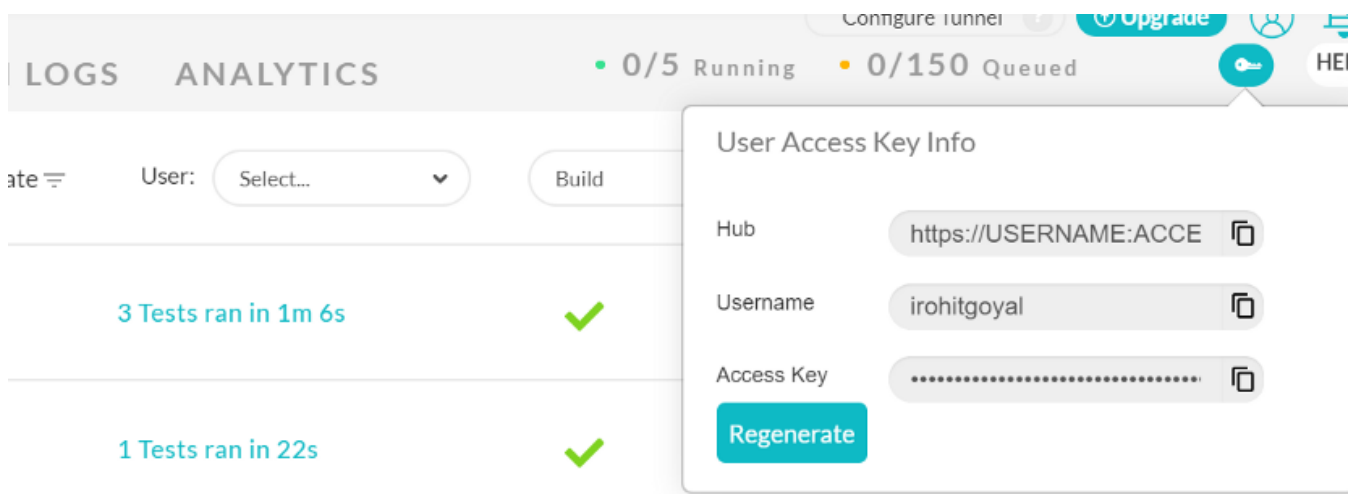 Configure Tunnel ?
Upgrade
LOGS ANALYTICS
0/5 Running 0/150 Queued
User Access Key Info
User: Select... Build
Hub https://USERNAME:ACCE
Username irohitgoyal
3 Tests ran in 1m 6s
Access Key ••••••••••••••••••••••••••••••••••
Regenerate
1 Tests ran in 22s